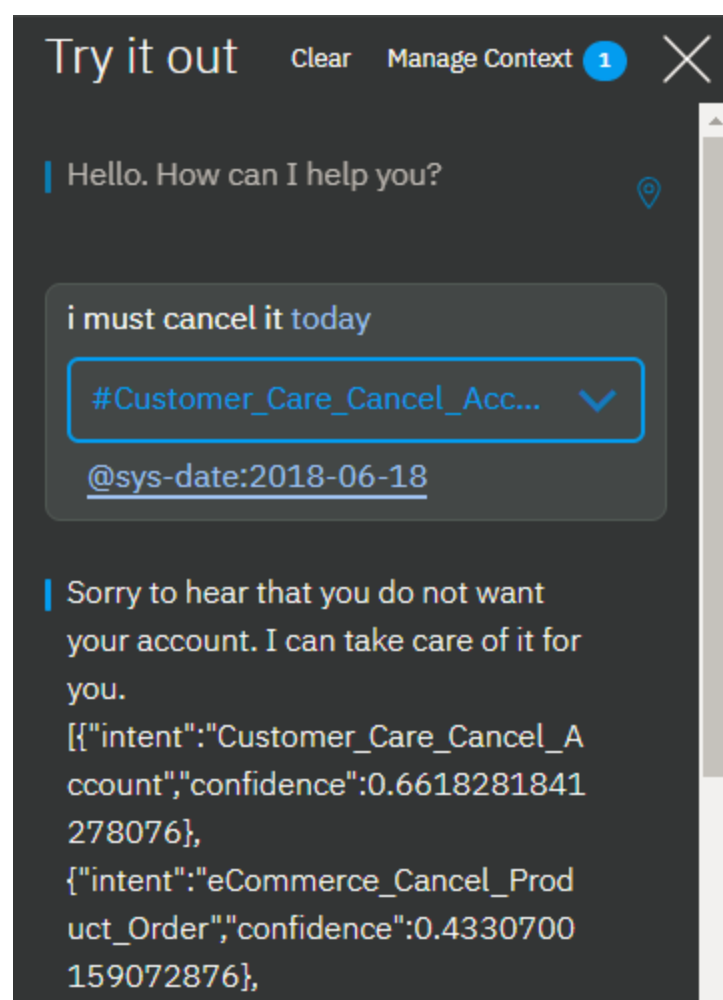 Try it out Clear Manage Context 1
Hello. How can I help you?
i must cancel it today
#Customer_Care_Cancel_Acc...
@sys-date:2018-06-18
Sorry to hear that you do not want
your account. I can take care of it for
you.
[{"intent":"Customer_Care_Cancel_A
ccount","confidence":0.6618281841
278076},
{"intent":"eCommerce_Cancel_Prod
uct_Order","confidence":0.4330700
159072876},